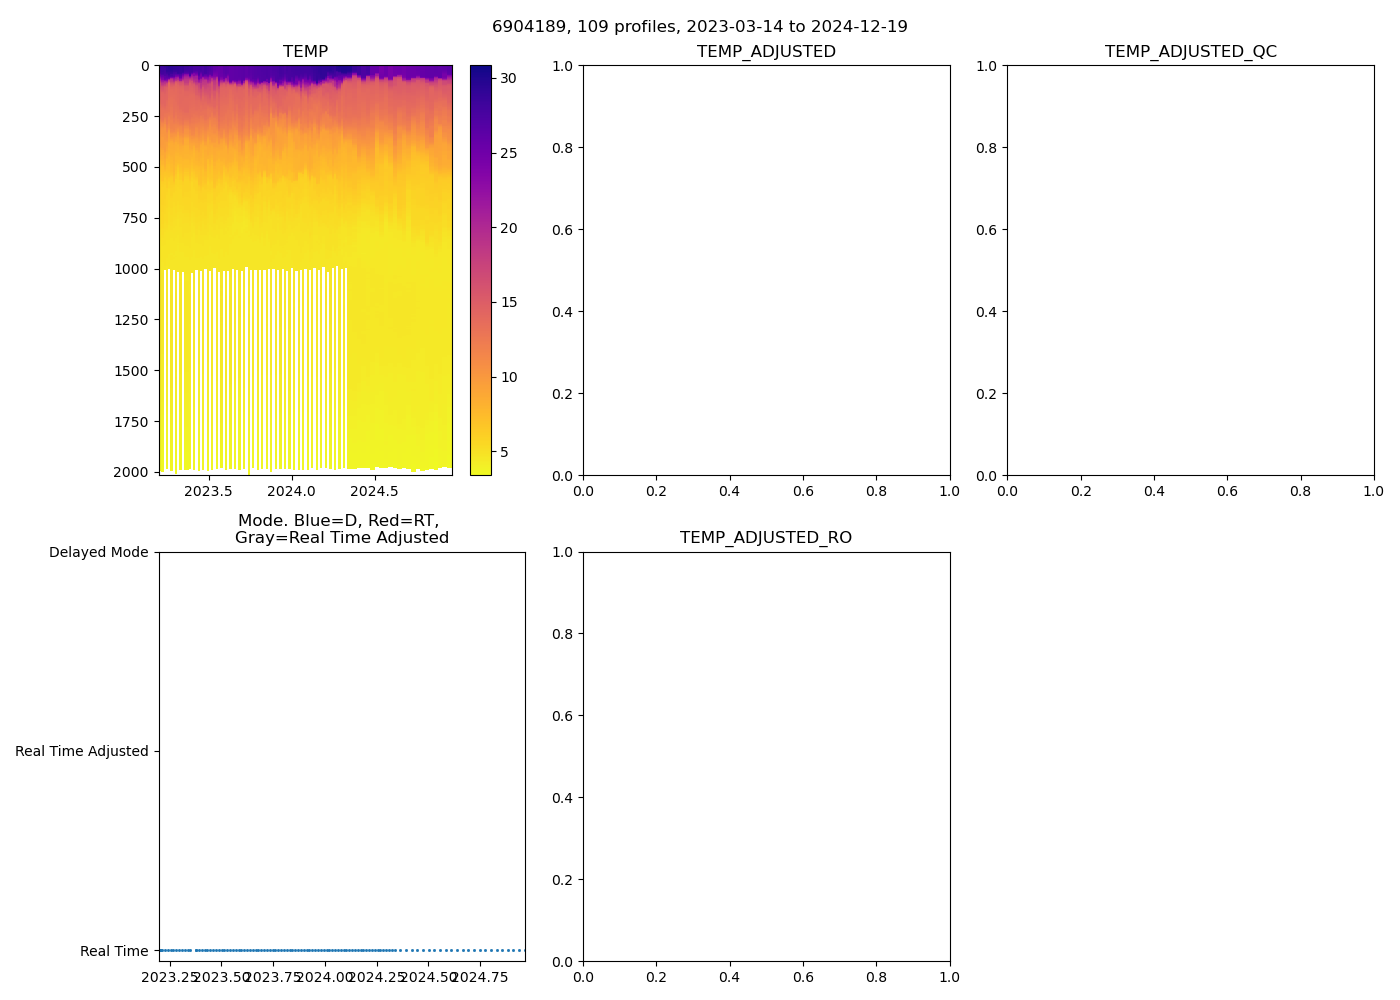 6904189, 109 profiles, 2023-03-14 to 2024-12-19
TEMP
0
250
500
750
1000
1250
1500
1750
2000
2023.5 2024.0 2024.5
30
25
20
15
10
5
TEMP_ADJUSTED
1.0
0.8
0.6
0.4
0.2
0.0
0.0 0.2 0.4 0.6 0.8 1.0
TEMP_ADJUSTED_QC
1.0
0.8
0.6
0.4
0.2
0.0
0.0 0.2 0.4 0.6 0.8 1.0
Mode. Blue=D, Red=RT,
Gray=Real Time Adjusted
Delayed Mode
Real Time Adjusted
Real Time
2023.25 2023.50 2023.75 2024.00 2024.25 2024.50 2024.75
TEMP_ADJUSTED_RO
1.0
0.8
0.6
0.4
0.2
0.0
0.0 0.2 0.4 0.6 0.8 1.0